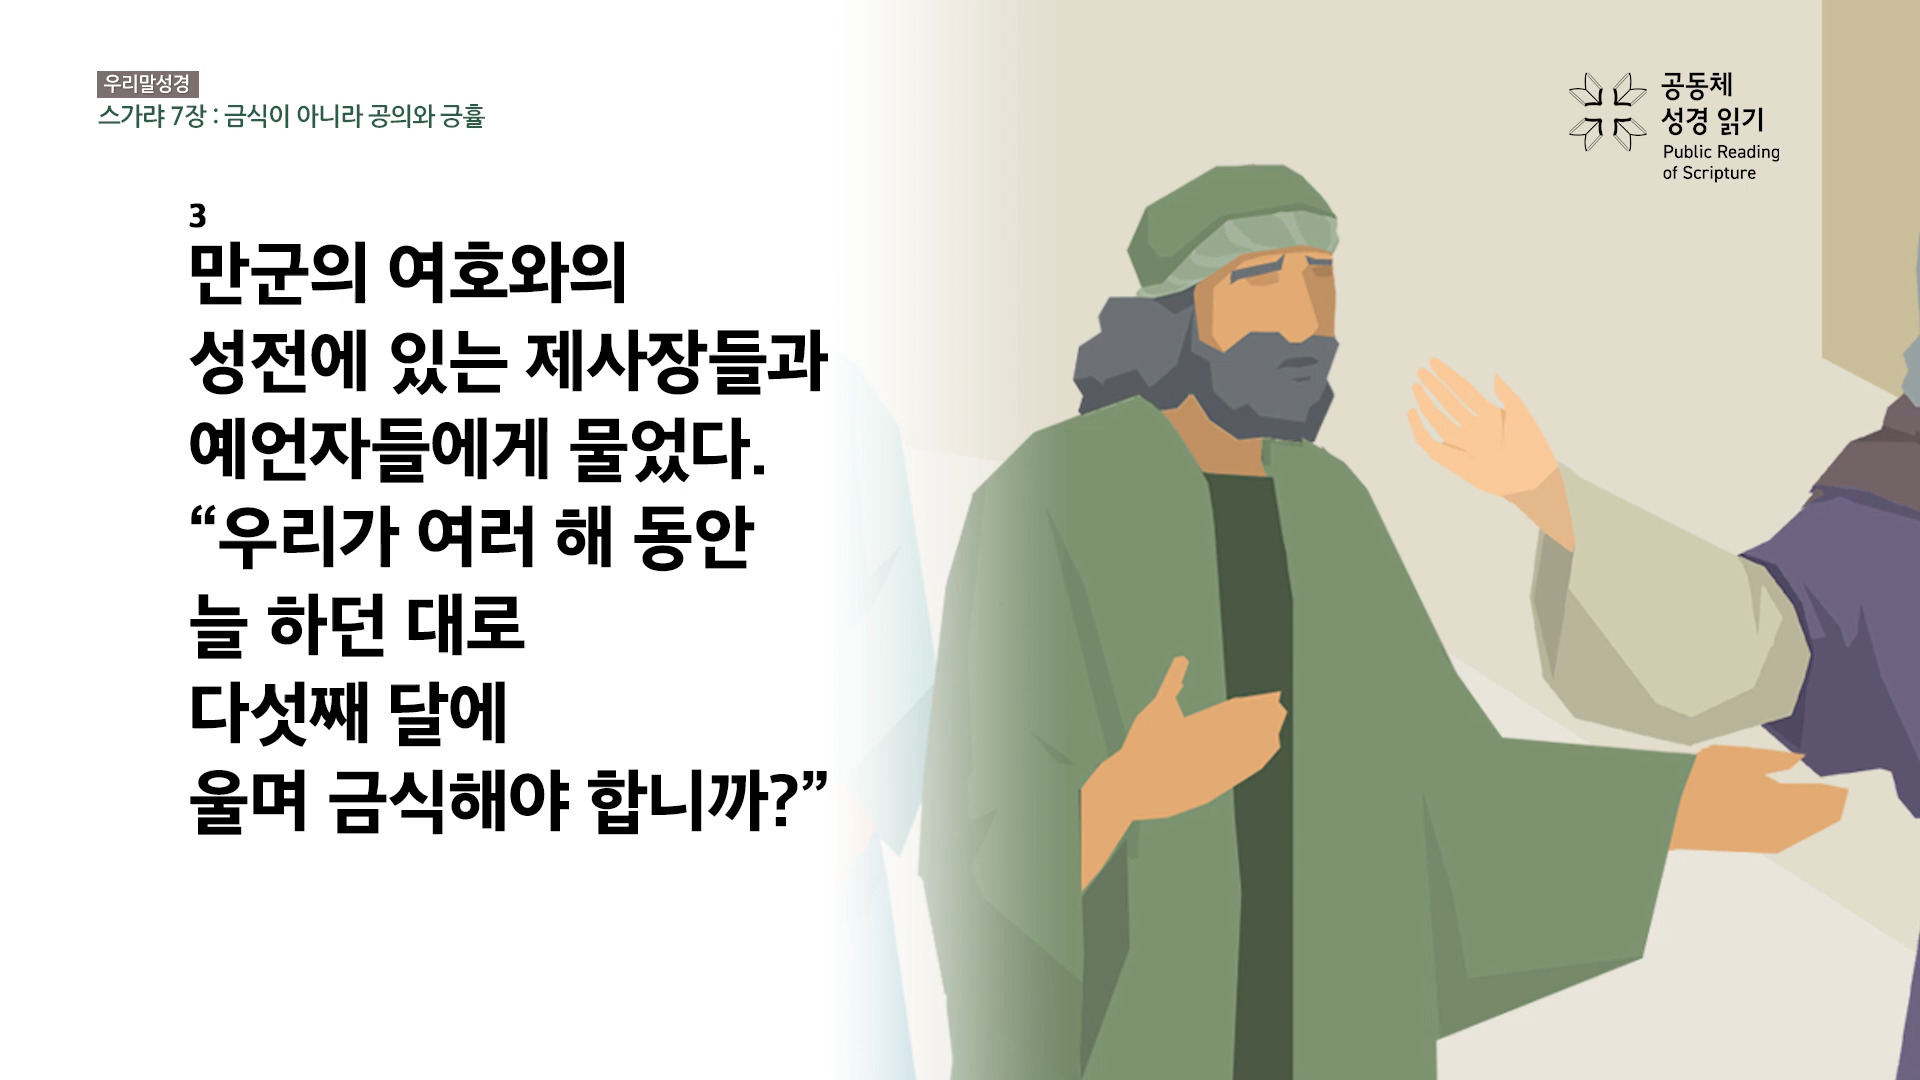 우리말성경
스가랴 7장 : 금식이 아니라 공의와 긍휼
공동체
성경 읽기
Public Reading
of Scripture
3
만군의 여호와의
성전에 있는 제사장들과
예언자들에게 물었다.
“우리가 여러 해 동안
늘 하던 대로
다섯째 달에
울며 금식해야 합니까?”